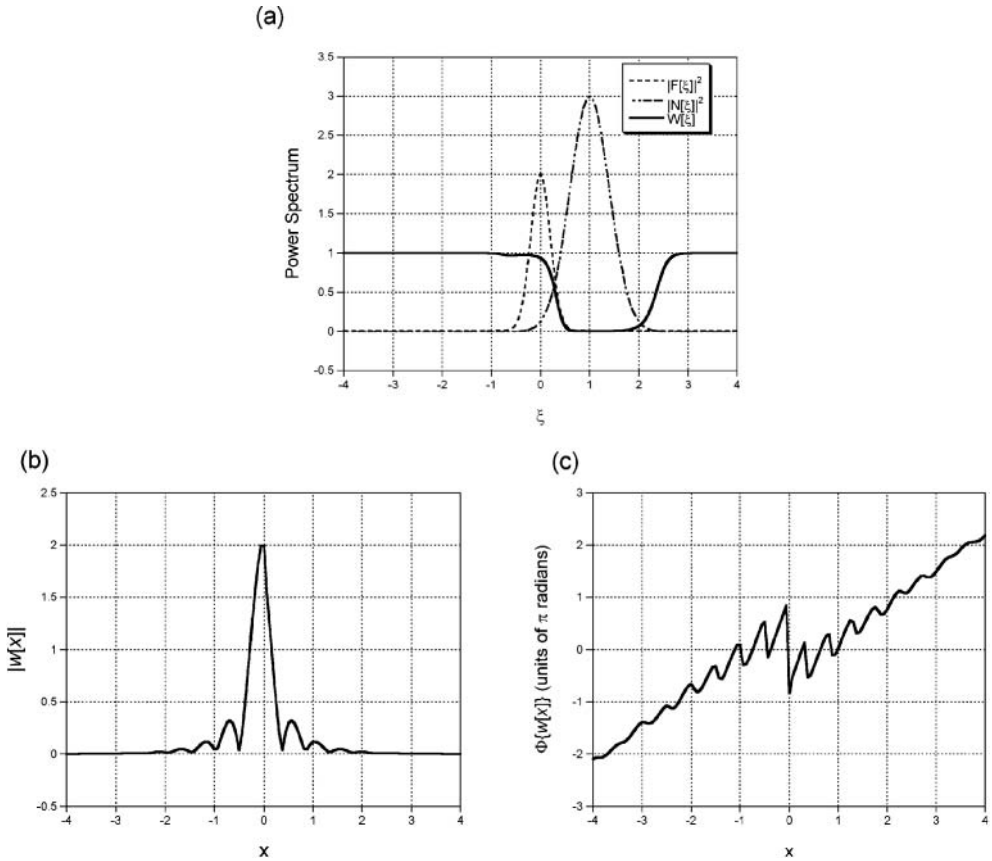 (a)
Power Spectrum
3.5
3
2.5
2
1.5
1
0.5
0
-0.5
|F[ξ]|²
|N[ξ]|²
W[ξ]
-4 -3 -2 -1 0 1 2 3 4
ξ
(b)
|w[x]|
2.5
2
1.5
1
0.5
0
-0.5
-4 -3 -2 -1 0 1 2 3 4
x
(c)
Φ{w[x]} (units of π radians)
3
2
1
0
-1
-2
-3
-4 -3 -2 -1 0 1 2 3 4
x